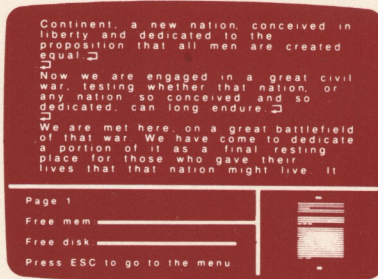 Continent, a new nation, conceived in
liberty and dedicated to the
proposition that all men are created
equal.
Now we are engaged in a great civil
war, testing whether that nation, or
any nation so conceived and so
dedicated, can long endure.
We are met here, on a great battlefield
of that war. We have come to dedicate
a portion of it as a final resting
place for those who gave their
lives that that nation might live. It
Page 1
Free mem:
Free disk:
Press ESC to go to the menu